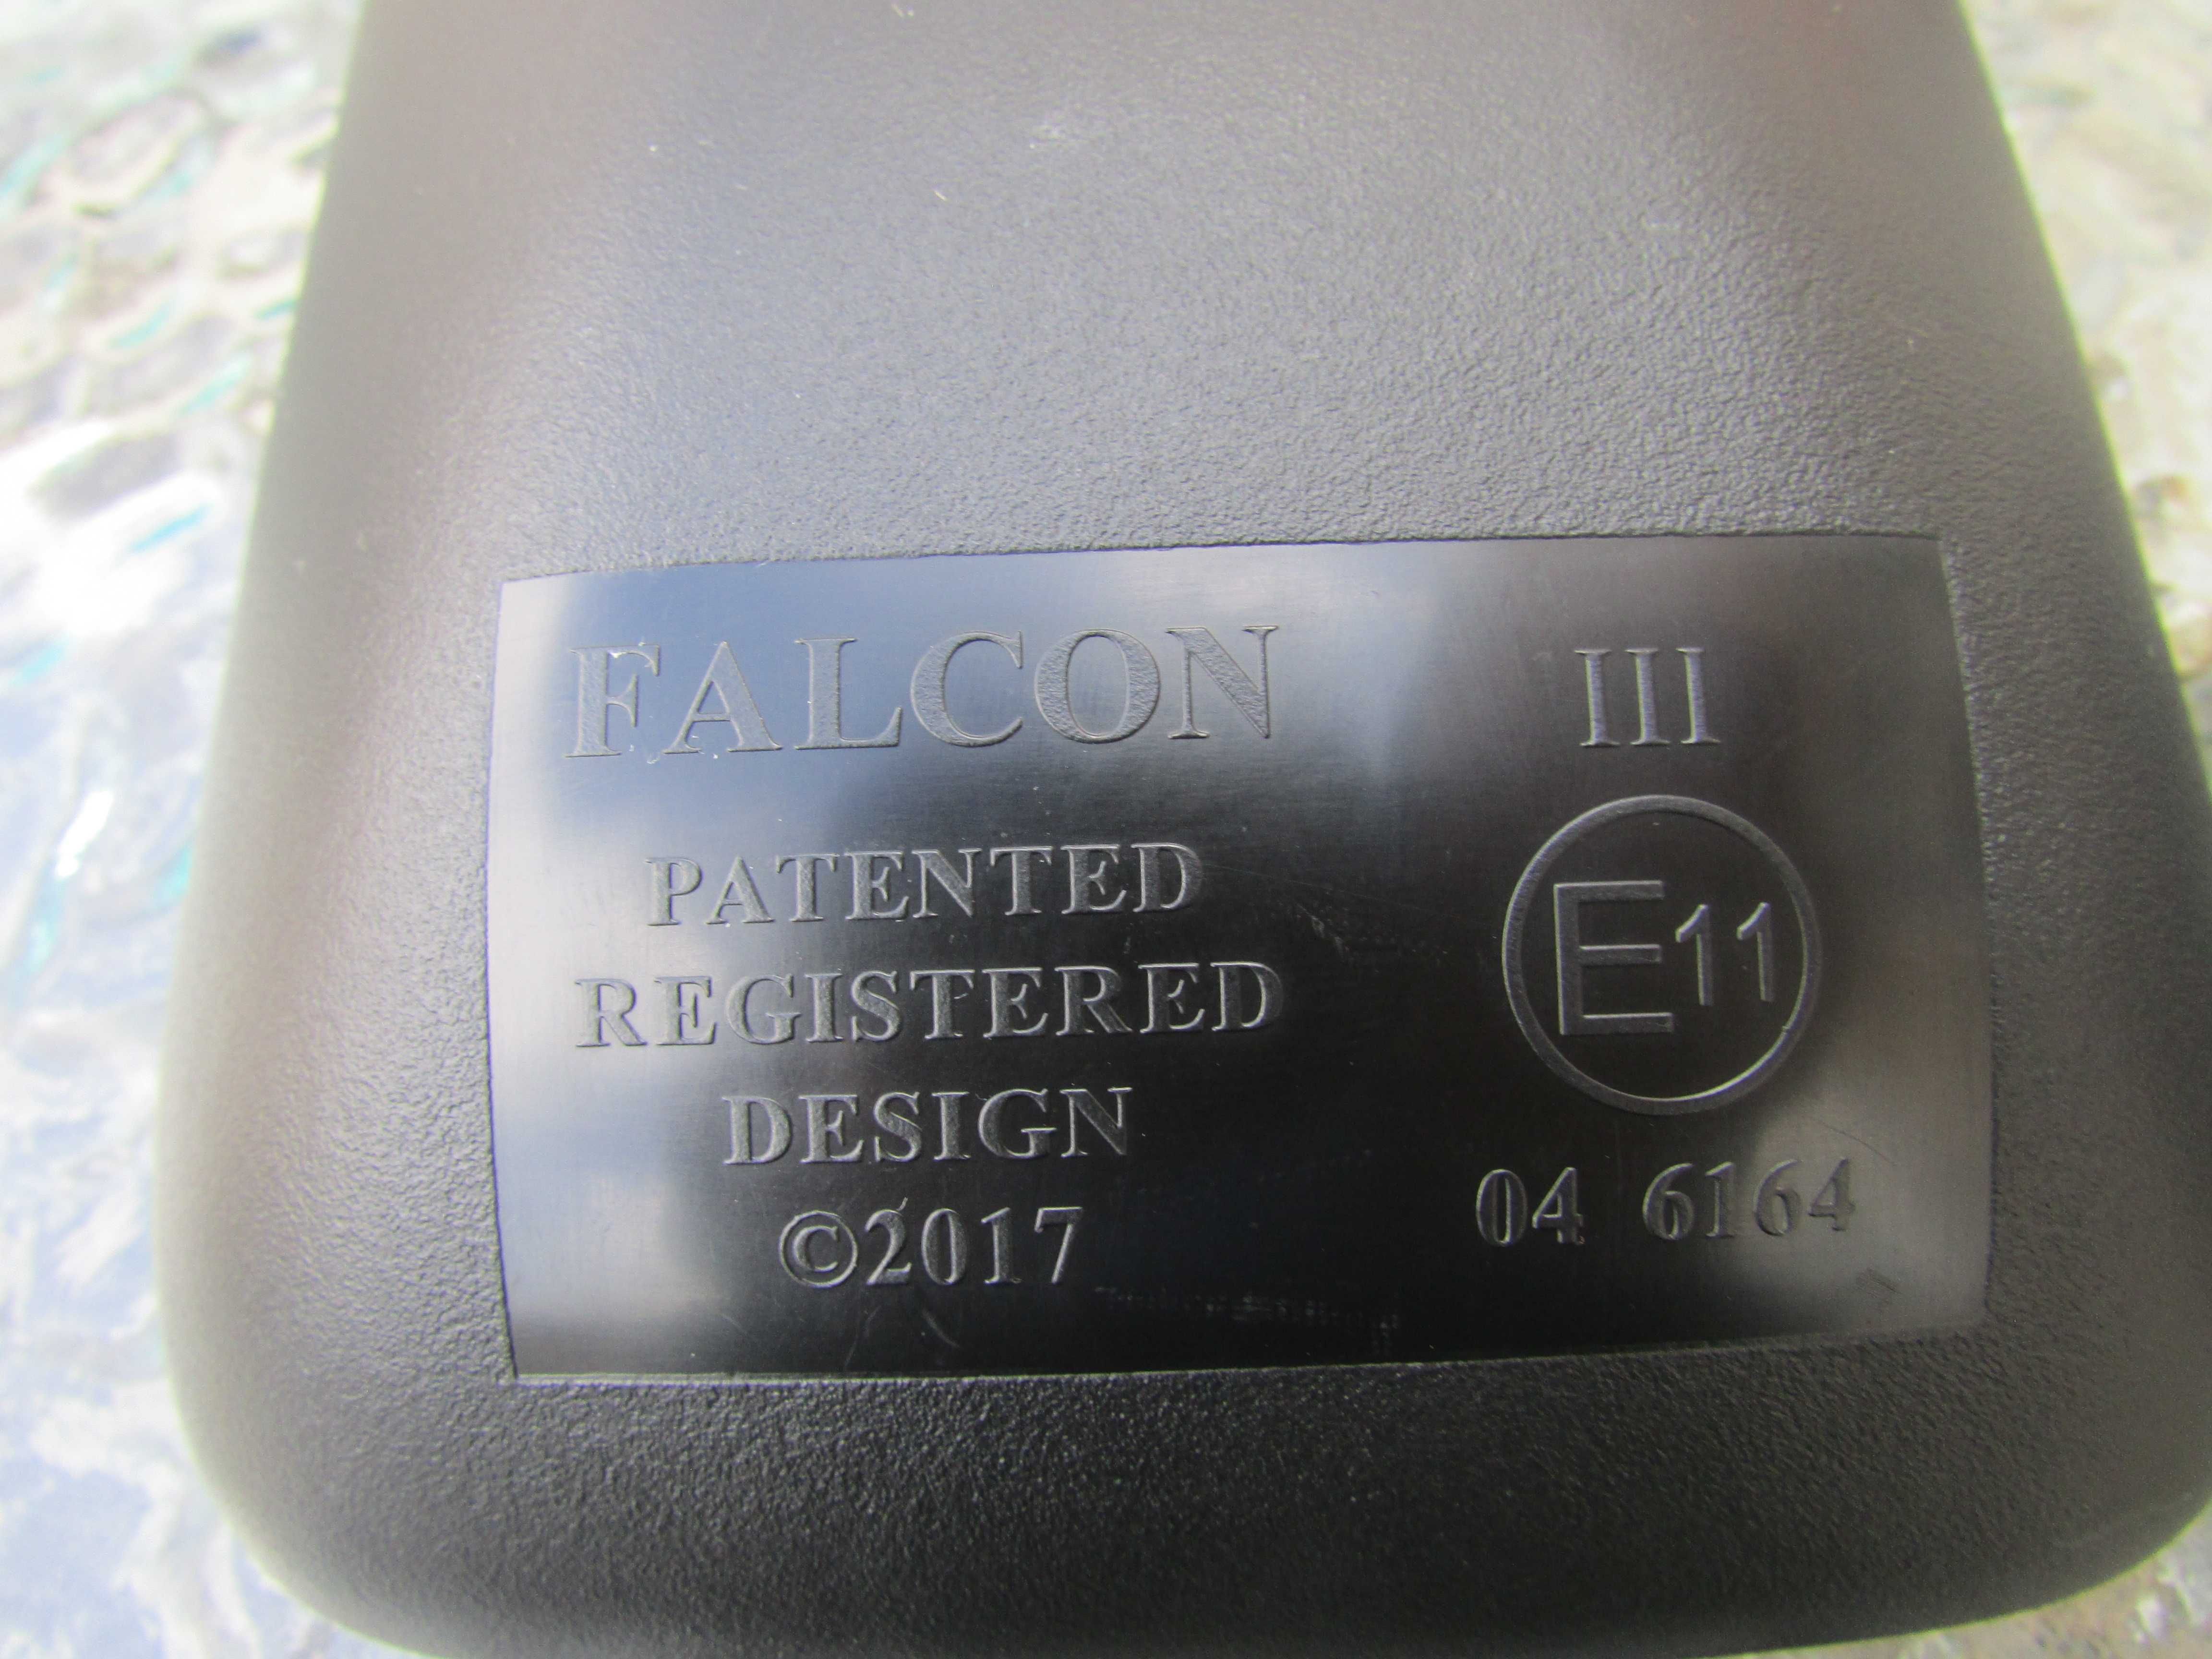 FALCON
PATENTED
REGISTERED
DESIGN
©2017
III
E11
04 6164